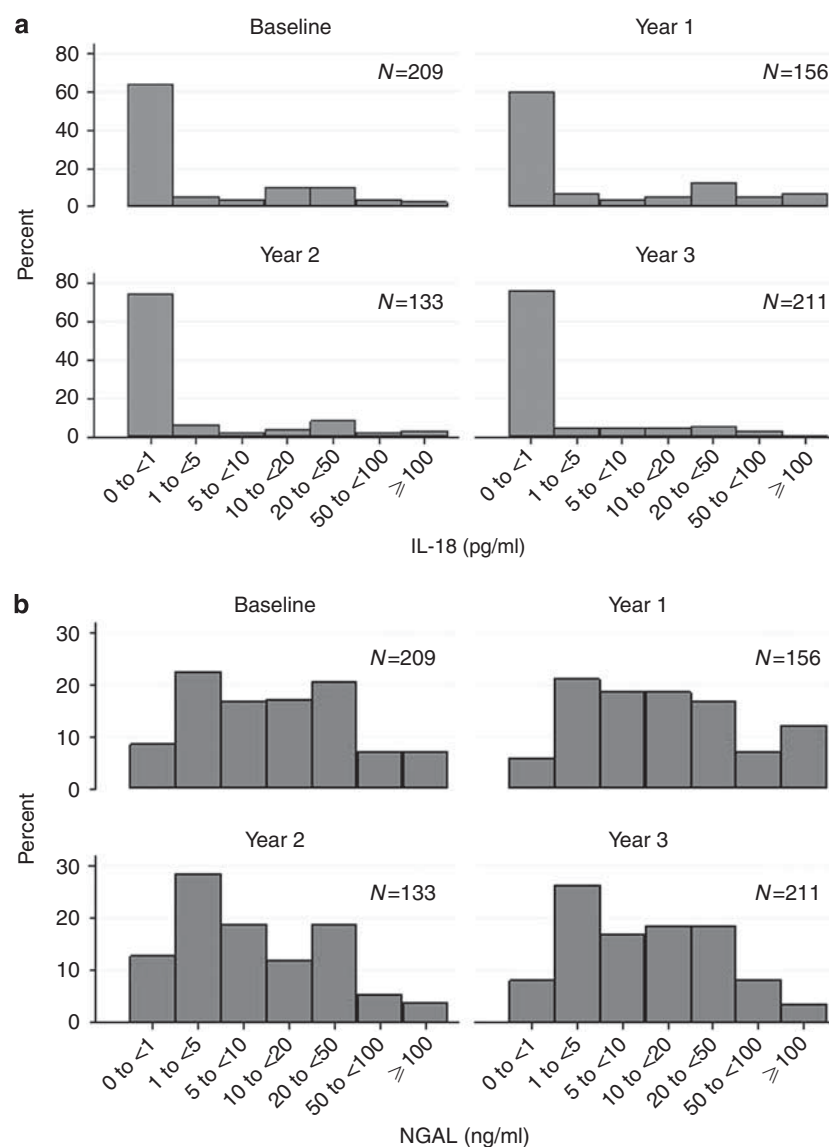 a
Baseline
Year 1
80
60
40
20
0
N=209
N=156
Percent
Year 2
Year 3
80
60
40
20
0
N=133
N=211
0 to <1
1 to <5
5 to <10
10 to <20
20 to <50
50 to <100
⩾100
0 to <1
1 to <5
5 to <10
10 to <20
20 to <50
50 to <100
⩾100
IL-18 (pg/ml)
b
Baseline
Year 1
30
20
10
0
N=209
N=156
Percent
Year 2
Year 3
30
20
10
0
N=133
N=211
0 to <1
1 to <5
5 to <10
10 to <20
20 to <50
50 to <100
⩾100
0 to <1
1 to <5
5 to <10
10 to <20
20 to <50
50 to <100
⩾100
NGAL (ng/ml)